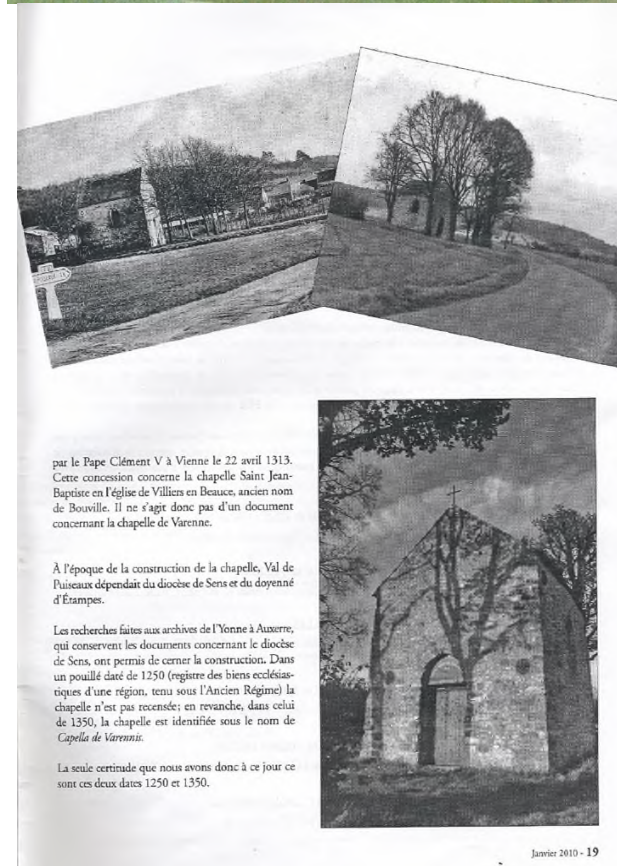 par le Pape Clément V à Vienne le 22 avril 1313.
Cette concession concerne la chapelle Saint Jean-
Baptiste en l'église de Villiers en Beauce, ancien nom
de Bouville. Il ne s'agit donc pas d'un document
concernant la chapelle de Varenne.
À l'époque de la construction de la chapelle, Val de
Puiseaux dépendait du diocèse de Sens et du doyenné
d'Étampes.
Les recherches faites aux archives de l'Yonne à Auxerre,
qui conservent les documents concernant le diocèse
de Sens, ont permis de cerner la construction. Dans
un pouillé daté de 1250 (registre des biens ecclésias-
tiques d'une région, tenu sous l'Ancien Régime) la
chapelle n'est pas recensée; en revanche, dans celui
de 1350, la chapelle est identifiée sous le nom de
Capella de Varennis.
La seule certitude que nous avons donc à ce jour ce
sont ces deux dates 1250 et 1350.
Janvier 2010 - 19